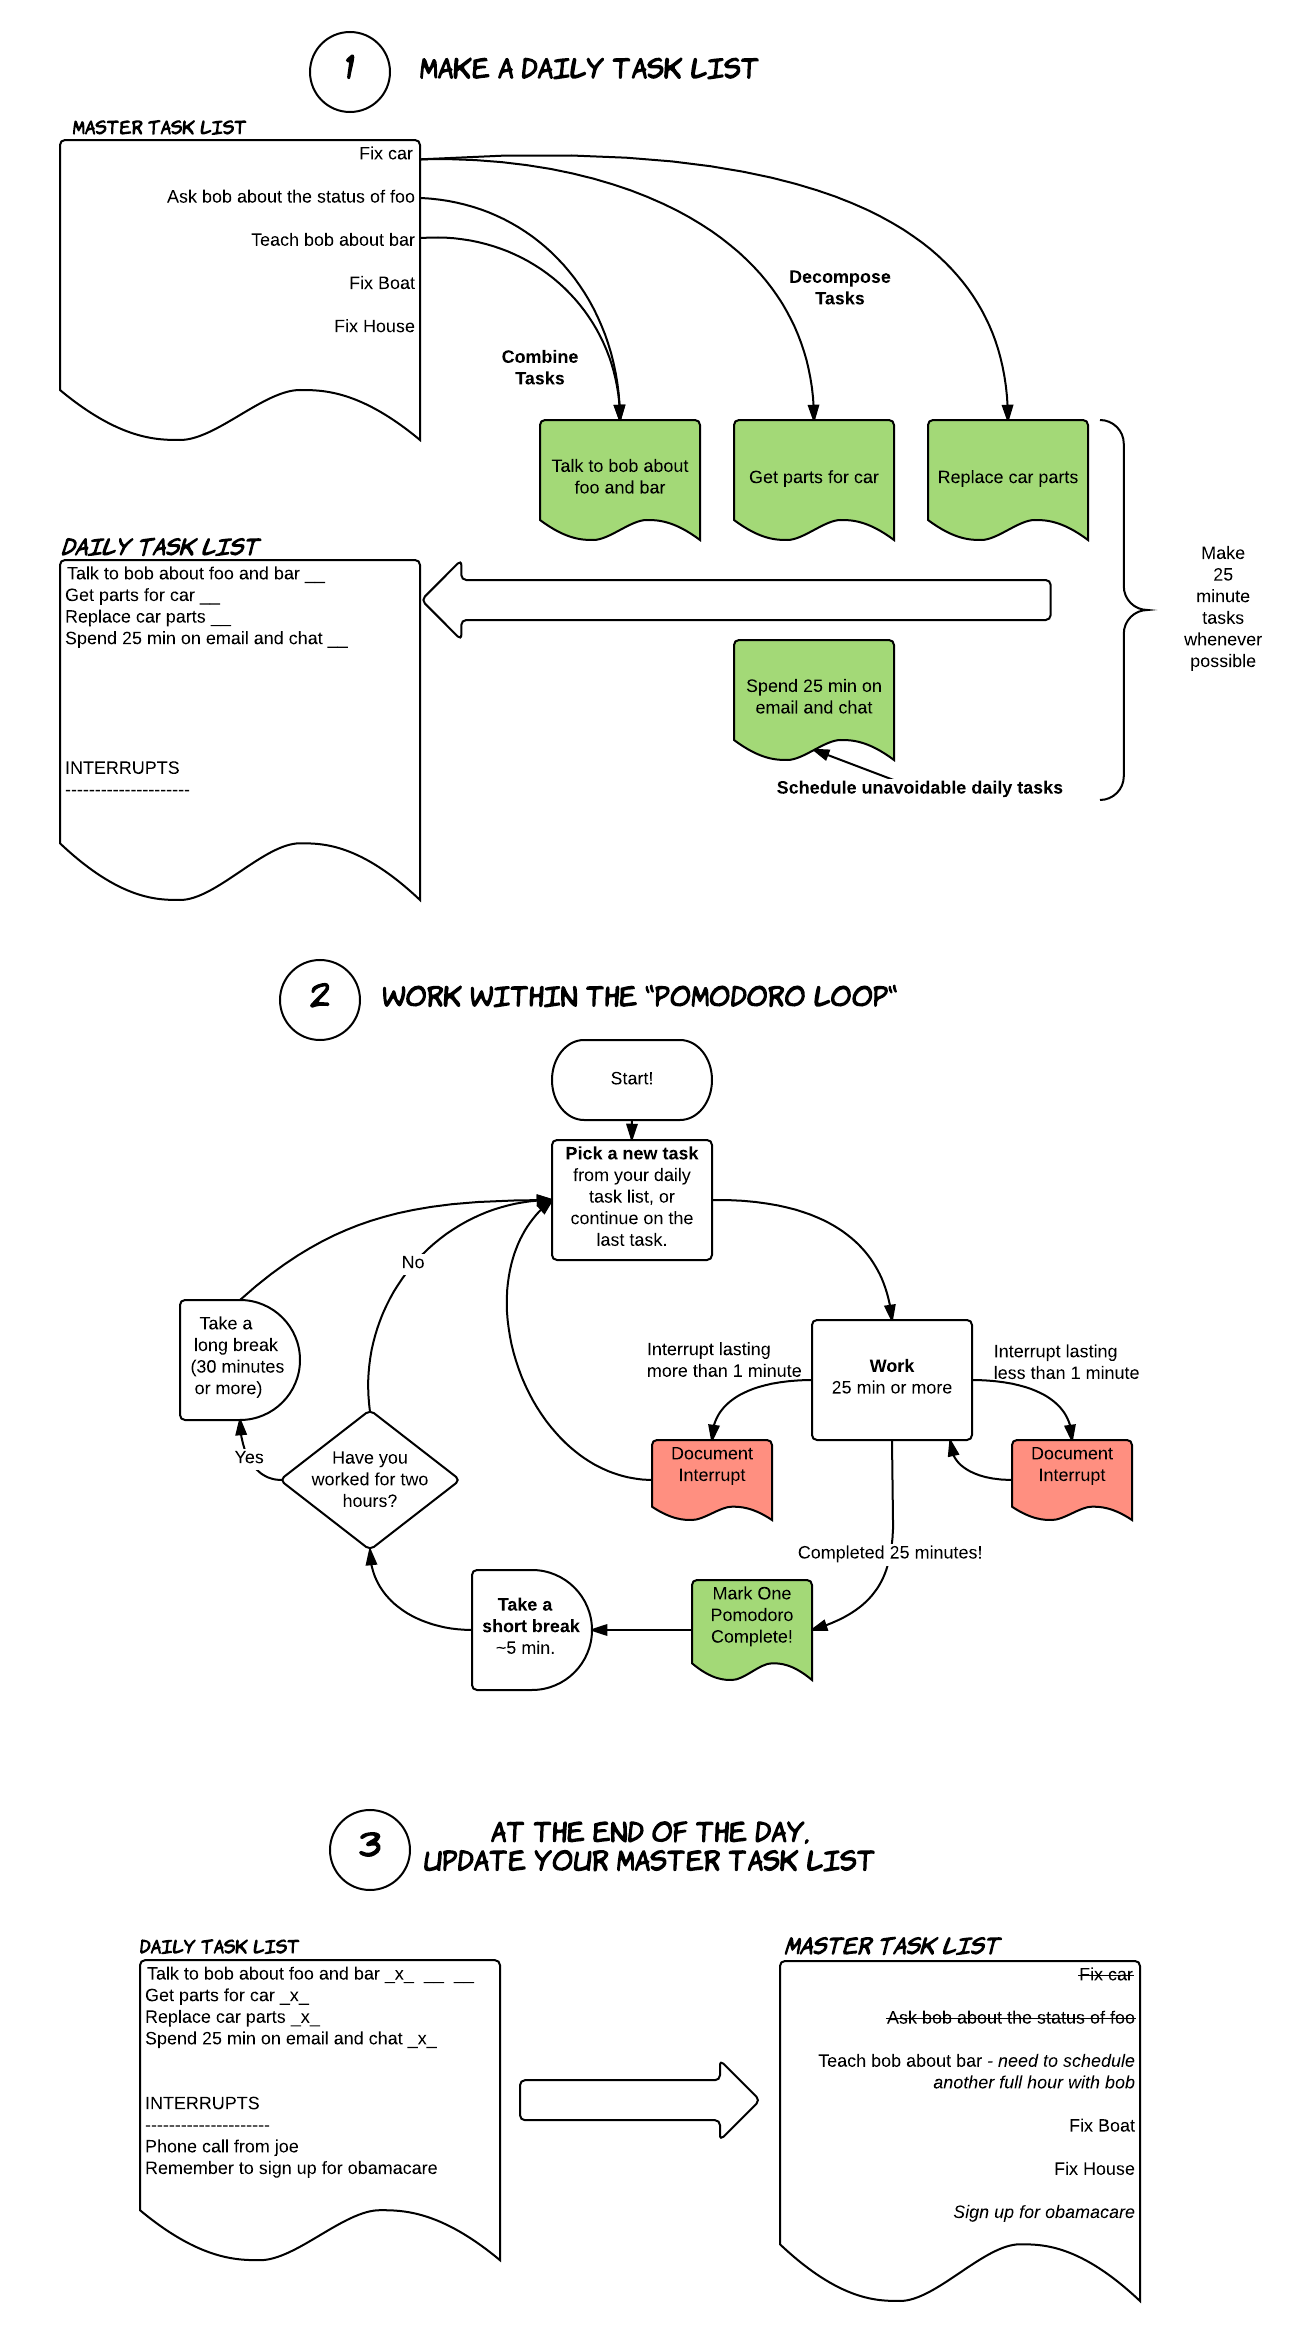 1
MAKE A DAILY TASK LIST
MASTER TASK LIST
Fix car
Ask bob about the status of foo
Teach bob about bar
Fix Boat
Fix House
Decompose
Tasks
Combine
Tasks
Talk to bob about
foo and bar
Get parts for car
Replace car parts
Make
25
minute
tasks
whenever
possible
DAILY TASK LIST
Talk to bob about foo and bar __
Get parts for car __
Replace car parts __
Spend 25 min on email and chat __
INTERRUPTS
---------------------
Spend 25 min on
email and chat
Schedule unavoidable daily tasks
2
WORK WITHIN THE "POMODORO LOOP"
Start!
Pick a new task
from your daily
task list, or
continue on the
last task.
No
Take a
long break
(30 minutes
or more)
Yes
Have you
worked for two
hours?
Interrupt lasting
more than 1 minute
Work
25 min or more
Interrupt lasting
less than 1 minute
Document
Interrupt
Document
Interrupt
Completed 25 minutes!
Mark One
Pomodoro
Complete!
Take a
short break
~5 min.
3
AT THE END OF THE DAY,
UPDATE YOUR MASTER TASK LIST
DAILY TASK LIST
Talk to bob about foo and bar _x_ __ __
Get parts for car _x_
Replace car parts _x_
Spend 25 min on email and chat _x_
INTERRUPTS
---------------------
Phone call from joe
Remember to sign up for obamacare
MASTER TASK LIST
Fix car
Ask bob about the status of foo
Teach bob about bar - need to schedule
another full hour with bob
Fix Boat
Fix House
Sign up for obamacare